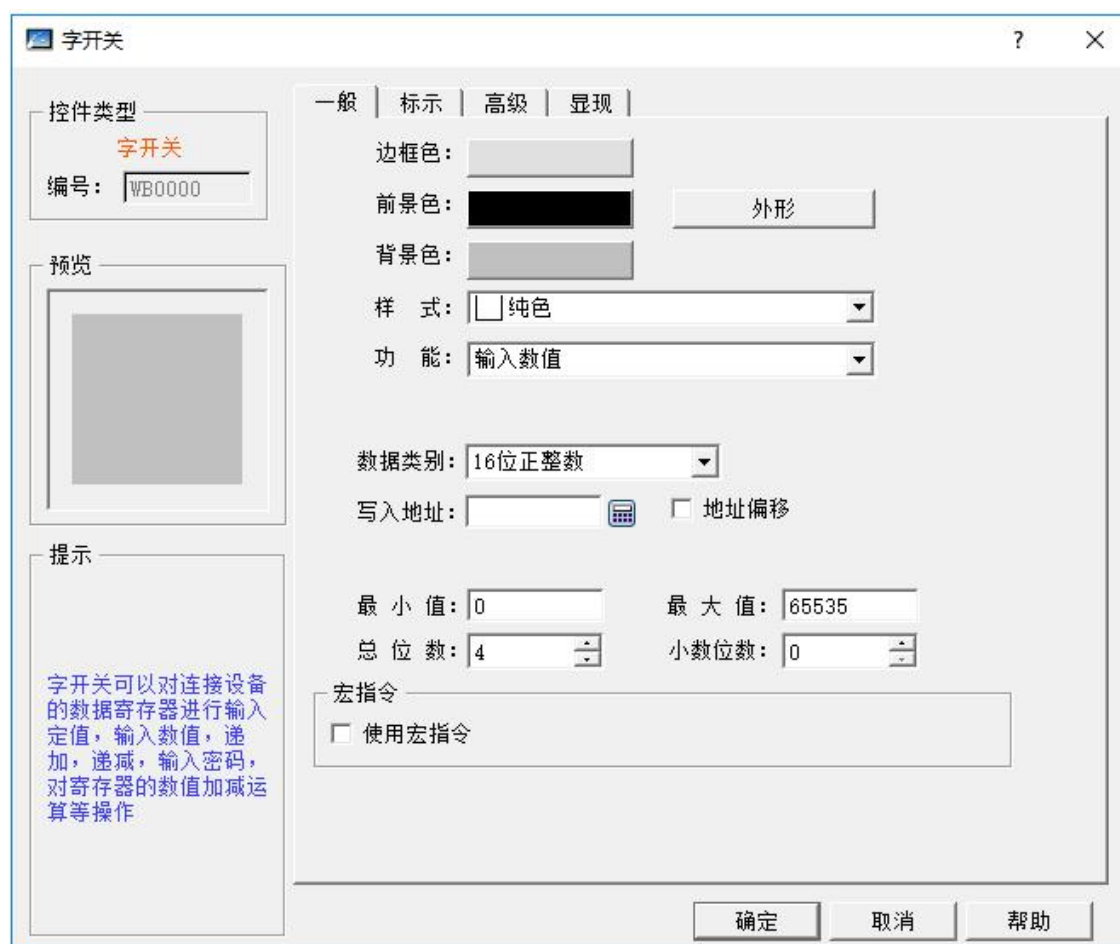 字开关
? ×
控件类型
字开关
编号: WB0000
预览
提示
字开关可以对连接设备
的数据寄存器进行输入
定值，输入数值，递
加，递减，输入密码，
对寄存器的数值加减运
算等操作
一般 标示 高级 显现
边框色:
前景色: 外形
背景色:
样 式: 纯色
功 能: 输入数值
数据类别: 16位正整数
写入地址: 地址偏移
最 小 值: 0 最 大 值: 65535
总 位 数: 4 小数位数: 0
宏指令
使用宏指令
确定 取消 帮助